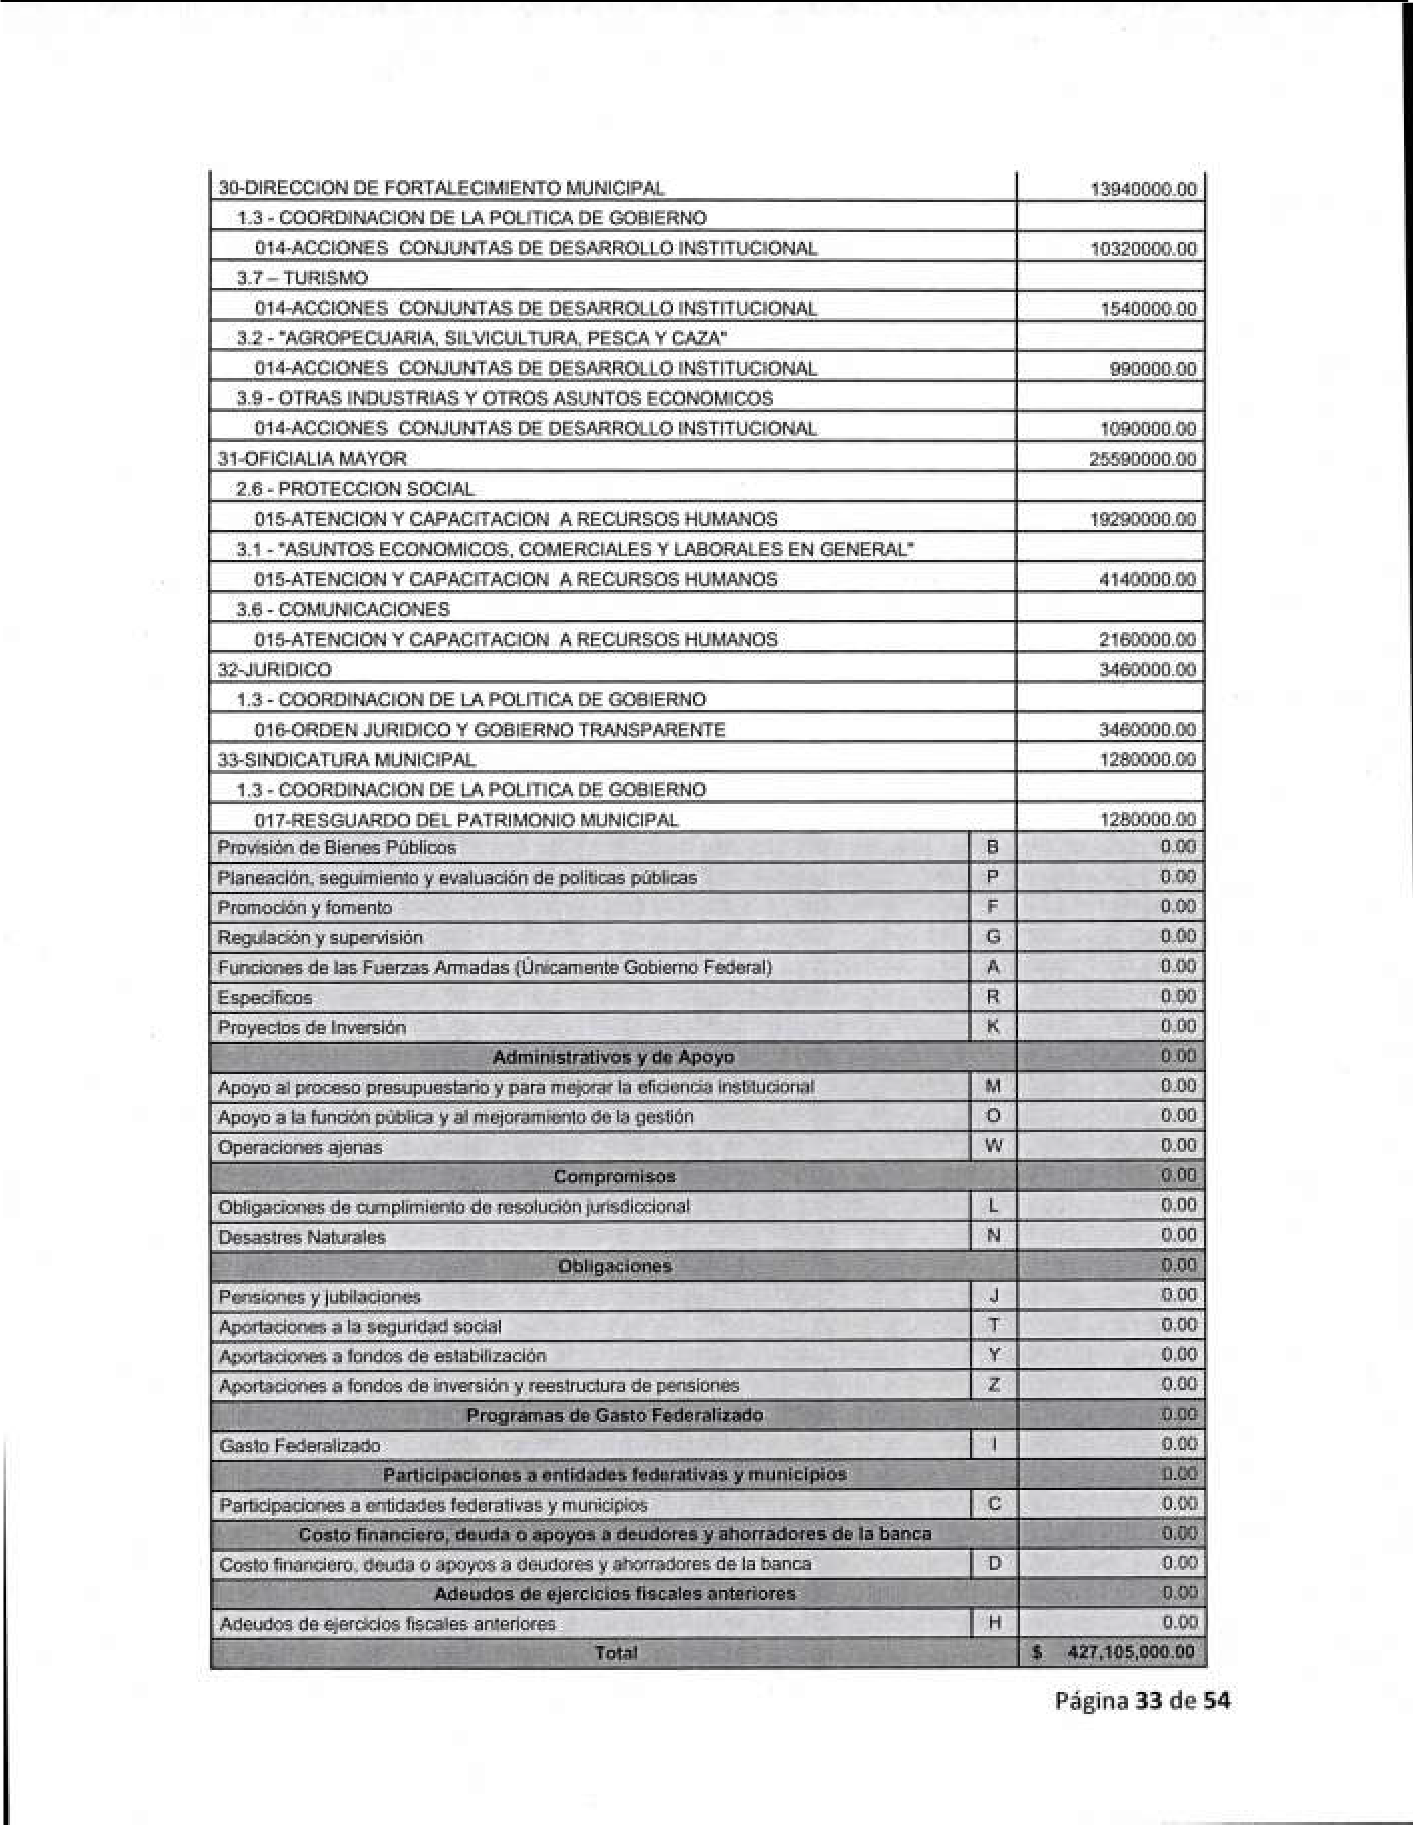 30-DIRECCION DE FORTALECIMIENTO MUNICIPAL 13940000.00
1.3 - COORDINACION DE LA POLITICA DE GOBIERNO
014-ACCIONES CONJUNTAS DE DESARROLLO INSTITUCIONAL 10320000.00
3.7 – TURISMO
014-ACCIONES CONJUNTAS DE DESARROLLO INSTITUCIONAL 1540000.00
3.2 - "AGROPECUARIA, SILVICULTURA, PESCA Y CAZA"
014-ACCIONES CONJUNTAS DE DESARROLLO INSTITUCIONAL 990000.00
3.9 - OTRAS INDUSTRIAS Y OTROS ASUNTOS ECONOMICOS
014-ACCIONES CONJUNTAS DE DESARROLLO INSTITUCIONAL 1090000.00
31-OFICIALIA MAYOR 25590000.00
2.6 - PROTECCION SOCIAL
015-ATENCION Y CAPACITACION A RECURSOS HUMANOS 19290000.00
3.1 - "ASUNTOS ECONOMICOS, COMERCIALES Y LABORALES EN GENERAL"
015-ATENCION Y CAPACITACION A RECURSOS HUMANOS 4140000.00
3.6 - COMUNICACIONES
015-ATENCION Y CAPACITACION A RECURSOS HUMANOS 2160000.00
32-JURIDICO 3460000.00
1.3 - COORDINACION DE LA POLITICA DE GOBIERNO
016-ORDEN JURIDICO Y GOBIERNO TRANSPARENTE 3460000.00
33-SINDICATURA MUNICIPAL 1280000.00
1.3 - COORDINACION DE LA POLITICA DE GOBIERNO
017-RESGUARDO DEL PATRIMONIO MUNICIPAL 1280000.00
Provisión de Bienes Públicos B 0.00
Planeación, seguimiento y evaluación de políticas públicas P 0.00
Promoción y fomento F 0.00
Regulación y supervisión G 0.00
Funciones de las Fuerzas Armadas (Únicamente Gobierno Federal) A 0.00
Específicos R 0.00
Proyectos de Inversión K 0.00
Administrativos y de Apoyo 0.00
Apoyo al proceso presupuestario y para mejorar la eficiencia institucional M 0.00
Apoyo a la función pública y al mejoramiento de la gestión O 0.00
Operaciones ajenas W 0.00
Compromisos 0.00
Obligaciones de cumplimiento de resolución jurisdiccional L 0.00
Desastres Naturales N 0.00
Obligaciones 0.00
Pensiones y jubilaciones J 0.00
Aportaciones a la seguridad social T 0.00
Aportaciones a fondos de estabilización Y 0.00
Aportaciones a fondos de inversión y reestructura de pensiones Z 0.00
Programas de Gasto Federalizado 0.00
Gasto Federalizado I 0.00
Participaciones a entidades federativas y municipios 0.00
Participaciones a entidades federativas y municipios C 0.00
Costo financiero, deuda o apoyos a deudores y ahorradores de la banca 0.00
Costo financiero, deuda o apoyos a deudores y ahorradores de la banca D 0.00
Adeudos de ejercicios fiscales anteriores 0.00
Adeudos de ejercicios fiscales anteriores H 0.00
Total $ 427,105,000.00
Página 33 de 54